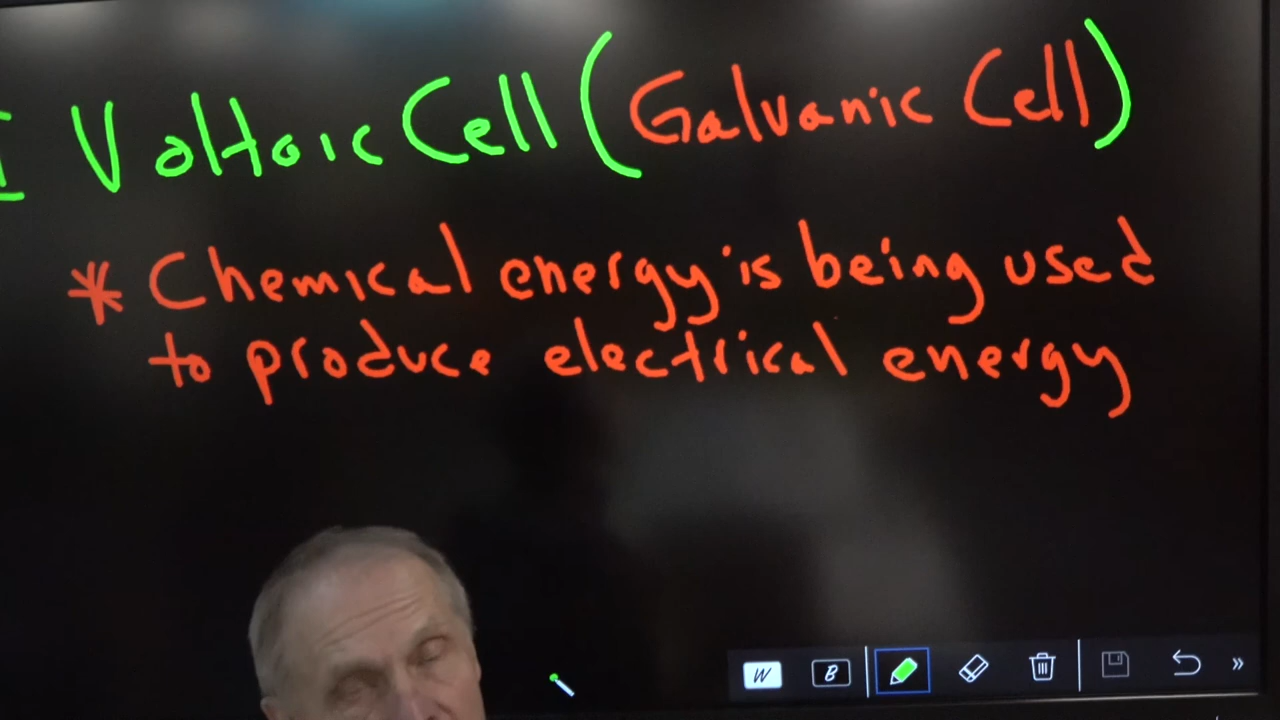 I Voltaic Cell (Galvanic Cell)
* Chemical energy is being used
to produce electrical energy
W B